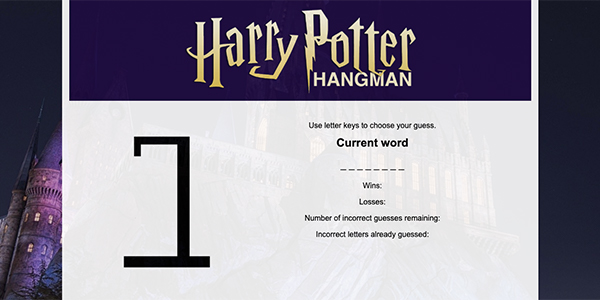 Harry Potter
HANGMAN
Use letter keys to choose your guess.
Current word
_ _ _ _ _ _ _ _
Wins:
Losses:
Number of incorrect guesses remaining:
Incorrect letters already guessed:
1